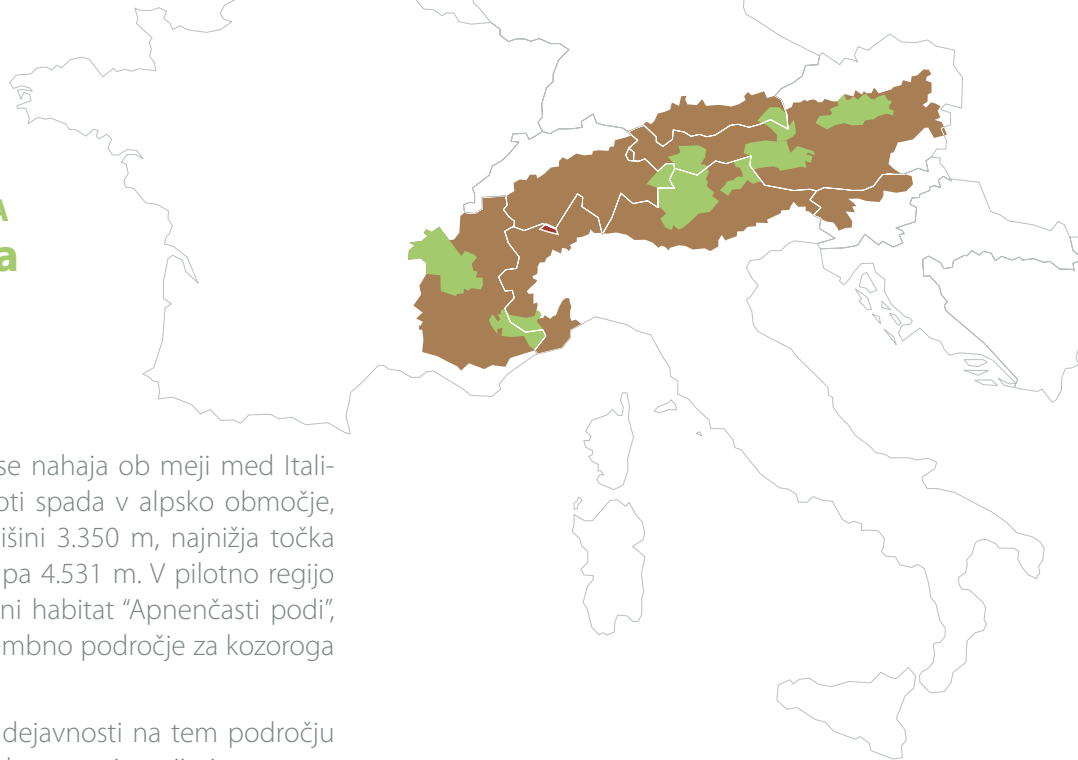 A
a
se nahaja ob meji med Itali-
oti spada v alpsko območje,
išini 3.350 m, najnižja točka
pa 4.531 m. V pilotno regijo
ni habitat “Apnenčasti podi”,
mbno področje za kozoroga
dejavnosti na tem področju